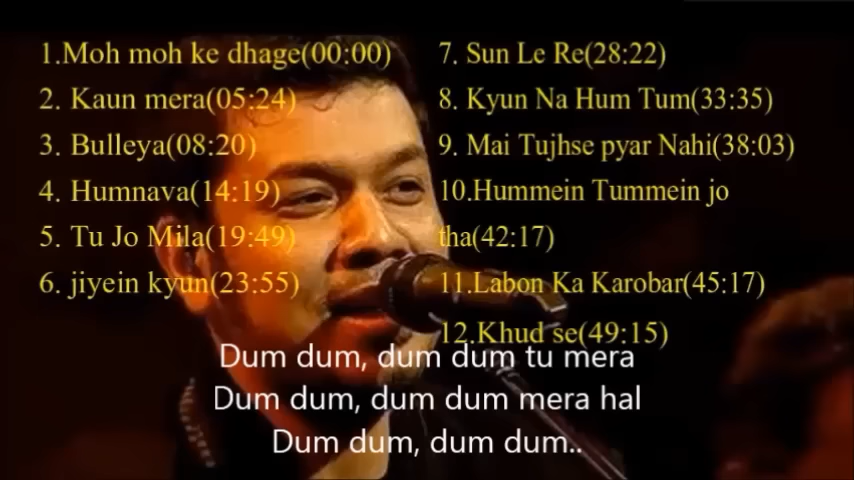 1.Moh moh ke dhage(00:00)
2. Kaun mera(05:24)
3. Bulleya(08:20)
4. Humnava(14:19)
5. Tu Jo Mila(19:49)
6. jiyein kyun(23:55)
7. Sun Le Re(28:22)
8. Kyun Na Hum Tum(33:35)
9. Mai Tujhse pyar Nahi(38:03)
10.Hummein Tummein jo
tha(42:17)
11.Labon Ka Karobar(45:17)
12.Khud se(49:15)
Dum dum, dum dum tu mera
Dum dum, dum dum mera hal
Dum dum, dum dum..